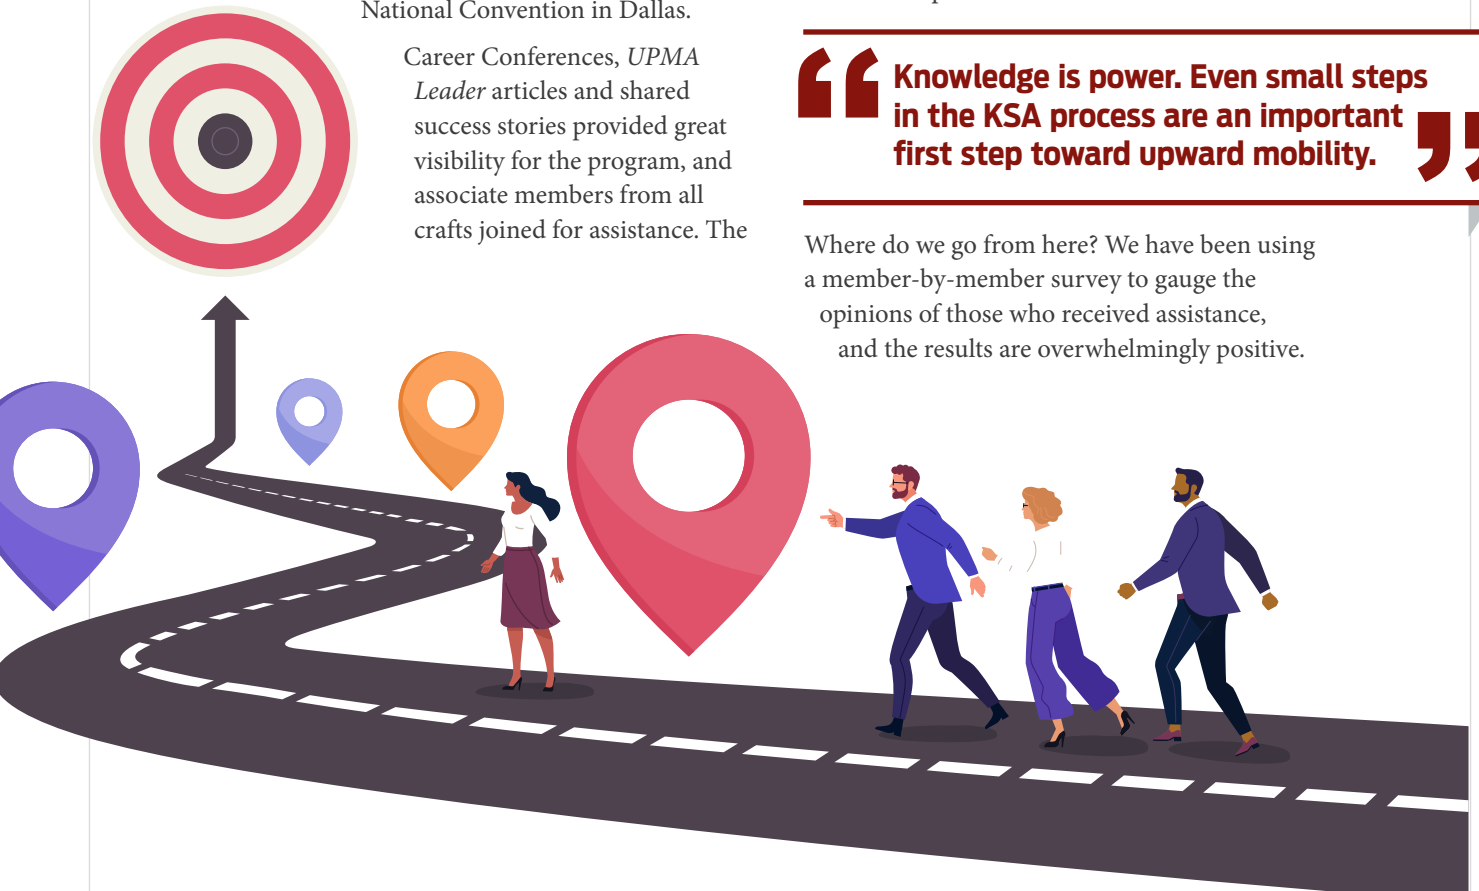 National Convention in Dallas.
Career Conferences, UPMA
Leader articles and shared
success stories provided great
visibility for the program, and
associate members from all
crafts joined for assistance. The
“Knowledge is power. Even small steps
in the KSA process are an important
first step toward upward mobility.”
Where do we go from here? We have been using
a member-by-member survey to gauge the
opinions of those who received assistance,
and the results are overwhelmingly positive.